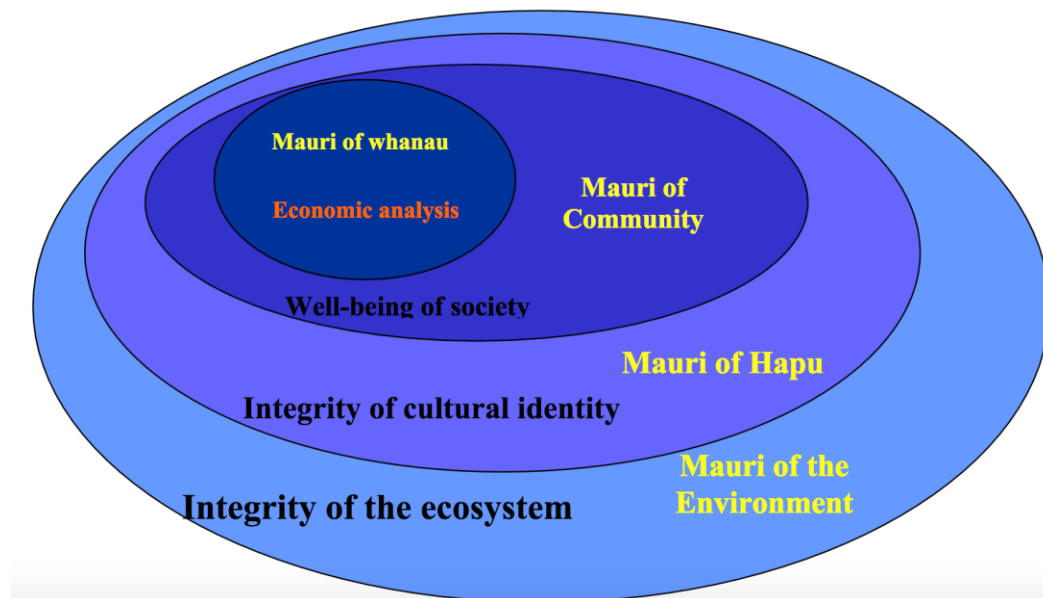 Mauri of whanau
Economic analysis
Mauri of
Community
Well-being of society
Mauri of Hapu
Integrity of cultural identity
Mauri of the
Environment
Integrity of the ecosystem